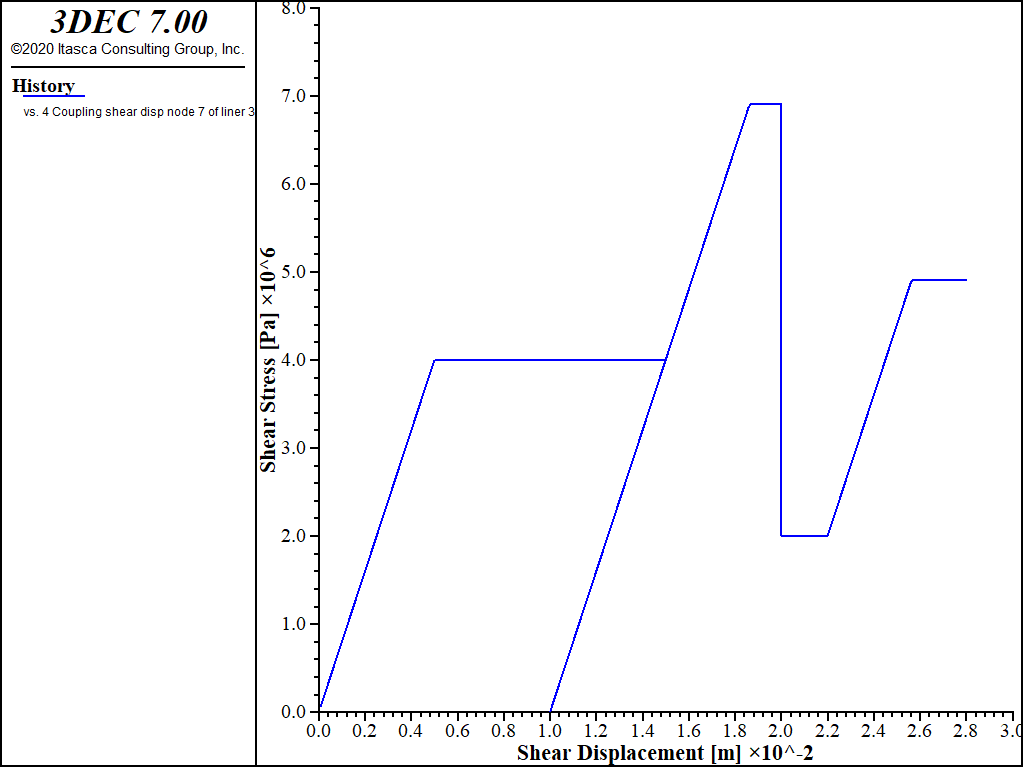 3DEC 7.00
©2020 Itasca Consulting Group, Inc.
History
vs. 4 Coupling shear disp node 7 of liner 3
8.0
7.0
6.0
5.0
4.0
3.0
2.0
1.0
0.0
Shear Stress [Pa] ×10^6
0.0 0.2 0.4 0.6 0.8 1.0 1.2 1.4 1.6 1.8 2.0 2.2 2.4 2.6 2.8 3.0
Shear Displacement [m] ×10^-2